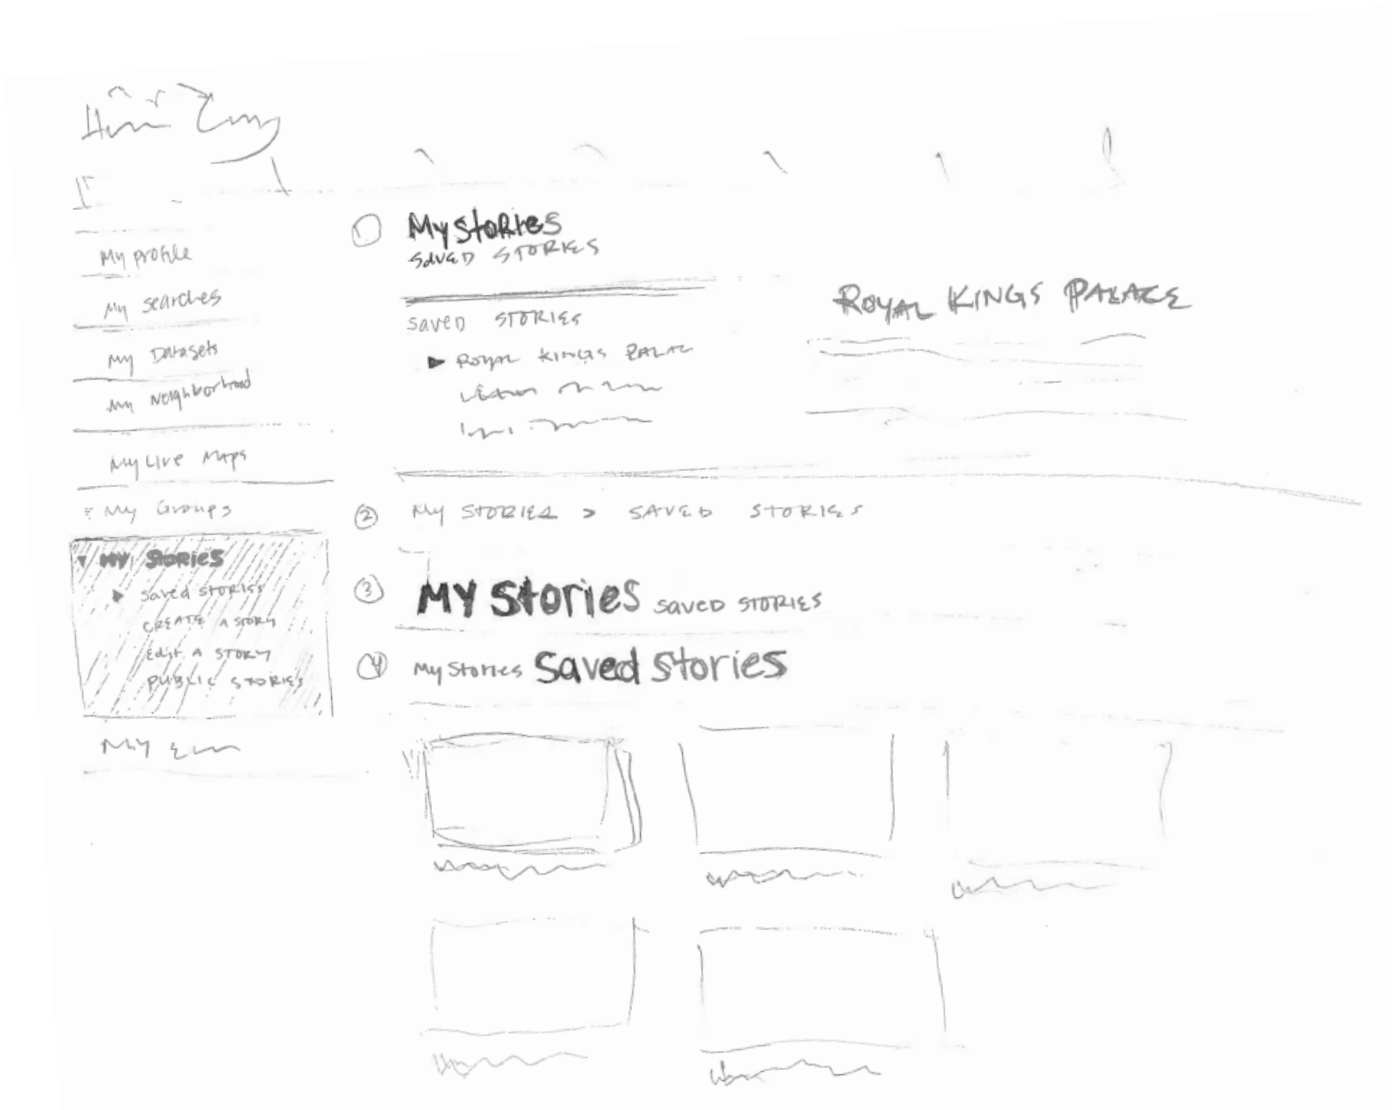 My profile
My searches
My Datasets
My Neighborhood
My Live Maps
My Groups
MY STORIES
saved stories
CREATE A STORY
Edit A STORY
PUBLIC STORIES
My
1 My Stories
saved STORIES
saved STORIES
ROYAL KINGS PALAC
ROYAL KINGS PALACE
2 My STORIES > SAVED STORIES
3 MY Stories saved STORIES
4 My Stories Saved Stories